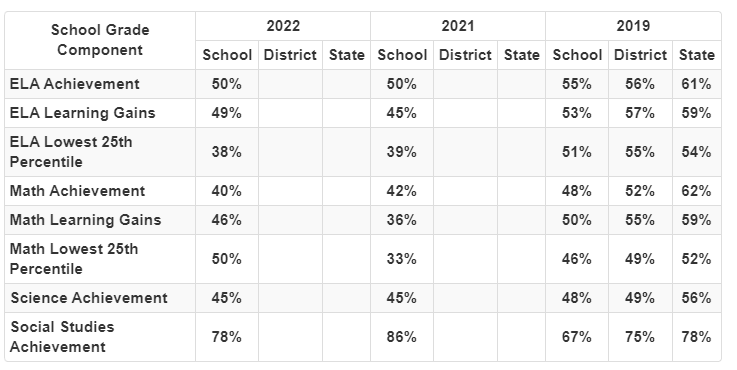 School Grade Component 2022 2021 2019
School District State School District State School District State
ELA Achievement 50% 50% 55% 56% 61%
ELA Learning Gains 49% 45% 53% 57% 59%
ELA Lowest 25th Percentile 38% 39% 51% 55% 54%
Math Achievement 40% 42% 48% 52% 62%
Math Learning Gains 46% 36% 50% 55% 59%
Math Lowest 25th Percentile 50% 33% 46% 49% 52%
Science Achievement 45% 45% 48% 49% 56%
Social Studies Achievement 78% 86% 67% 75% 78%